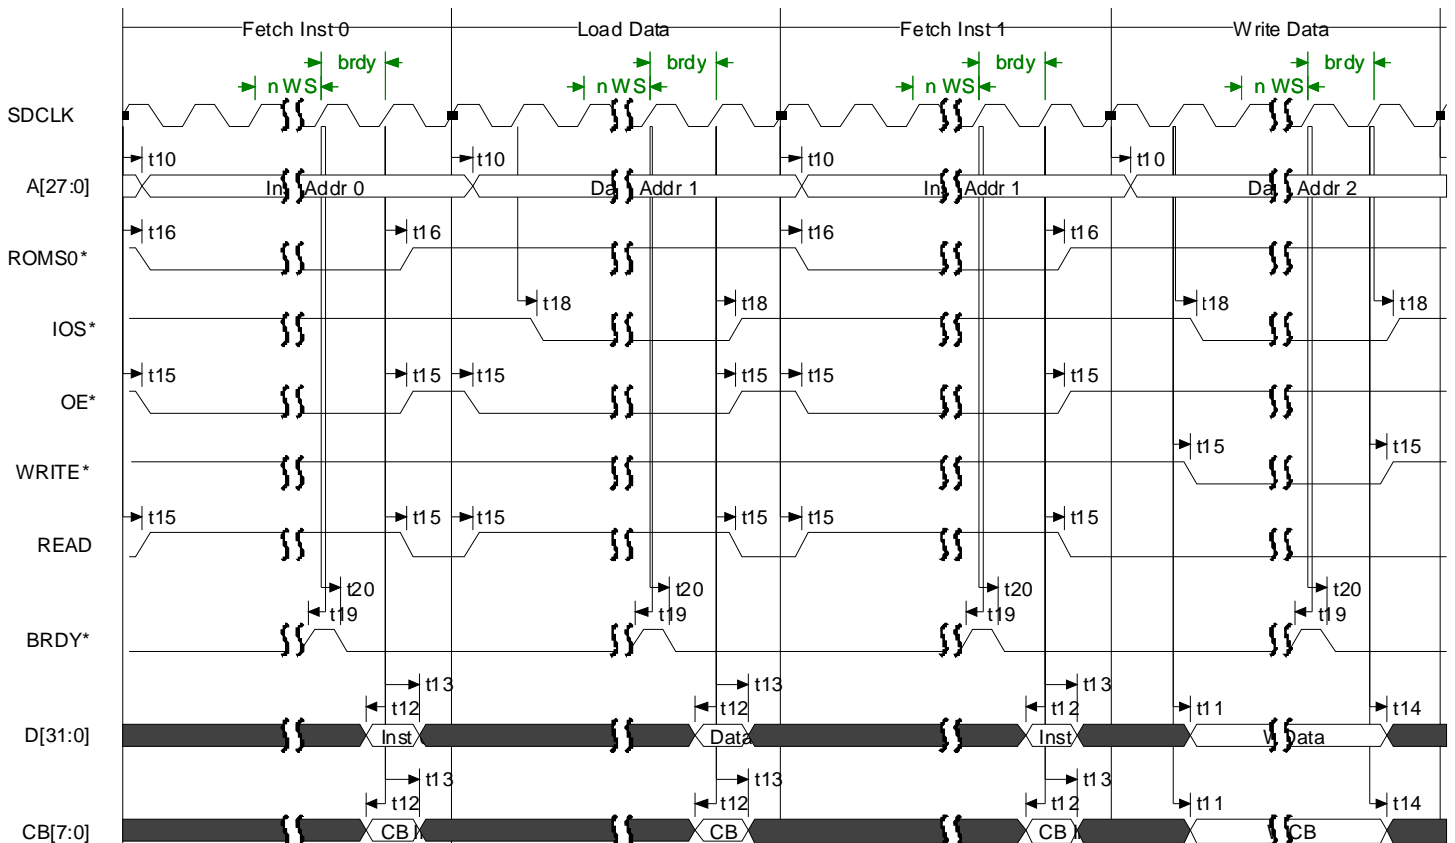 Fetch Inst 0 Load Data Fetch Inst 1 Write Data
brdy brdy brdy brdy
n WS n WS n WS n WS
SDCLK
t10 t10 t10 t10
A[27:0] Addr 0 Addr 1 Addr 1 Addr 2
t16 t16 t16 t16
ROMS0*
t18 t18 t18 t18
IOS*
t15 t15 t15 t15 t15 t15
OE*
t15 t15
WRITE*
t15 t15 t15 t15 t15 t15
READ
t20 t20 t20 t20
t19 t19 t19 t19
BRDY*
t13 t13 t13
t12 t12 t12 t11 t14
D[31:0] Inst Data Inst Data
t13 t13 t13
t12 t12 t12 t11 t14
CB[7:0] CB CB CB CB